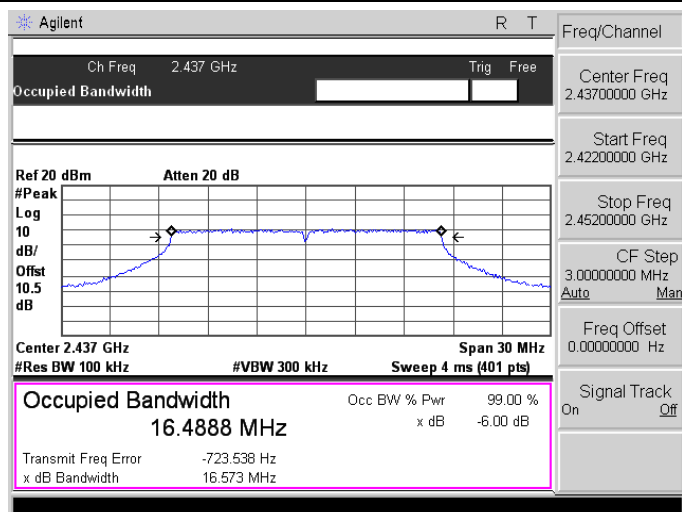 Agilent R T
Ch Freq 2.437 GHz Trig Free
Occupied Bandwidth
Ref 20 dBm Atten 20 dB
#Peak
Log
10
dB/
Offst
10.5
dB
Center 2.437 GHz Span 30 MHz
#Res BW 100 kHz #VBW 300 kHz Sweep 4 ms (401 pts)
Occupied Bandwidth
16.4888 MHz
Occ BW % Pwr 99.00 %
x dB -6.00 dB
Transmit Freq Error -723.538 Hz
x dB Bandwidth 16.573 MHz
Freq/Channel
Center Freq
2.43700000 GHz
Start Freq
2.42200000 GHz
Stop Freq
2.45200000 GHz
CF Step
3.00000000 MHz
Auto Man
Freq Offset
0.00000000 Hz
Signal Track
On Off